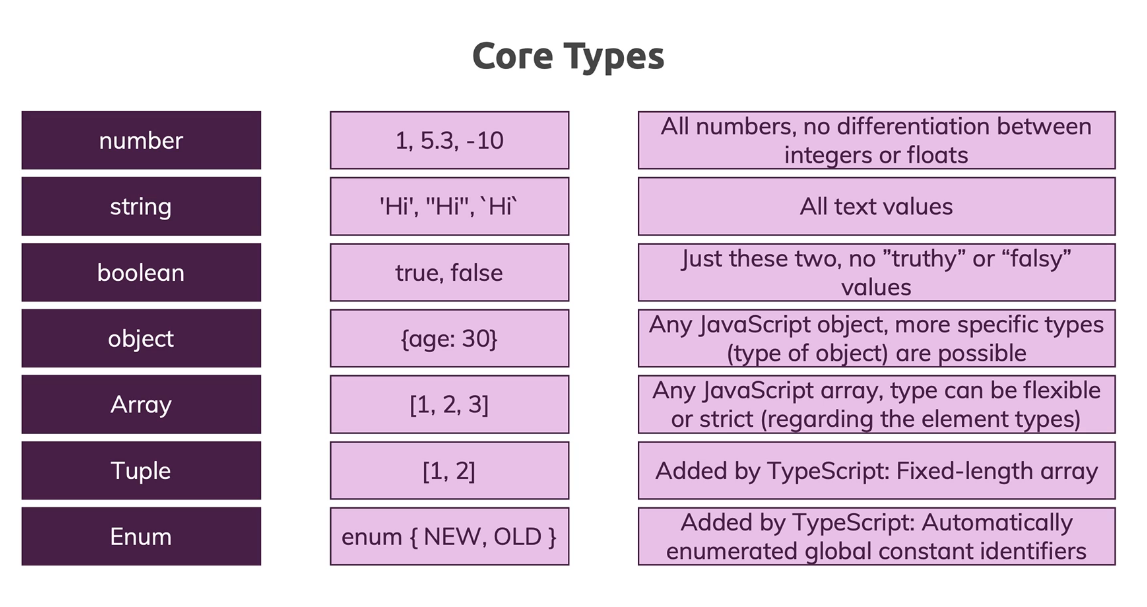 Core Types
number
1, 5.3, -10
All numbers, no differentiation between
integers or floats
string
'Hi', "Hi", `Hi`
All text values
boolean
true, false
Just these two, no ”truthy” or “falsy”
values
object
{age: 30}
Any JavaScript object, more specific types
(type of object) are possible
Array
[1, 2, 3]
Any JavaScript array, type can be flexible
or strict (regarding the element types)
Tuple
[1, 2]
Added by TypeScript: Fixed-length array
Enum
enum { NEW, OLD }
Added by TypeScript: Automatically
enumerated global constant identifiers